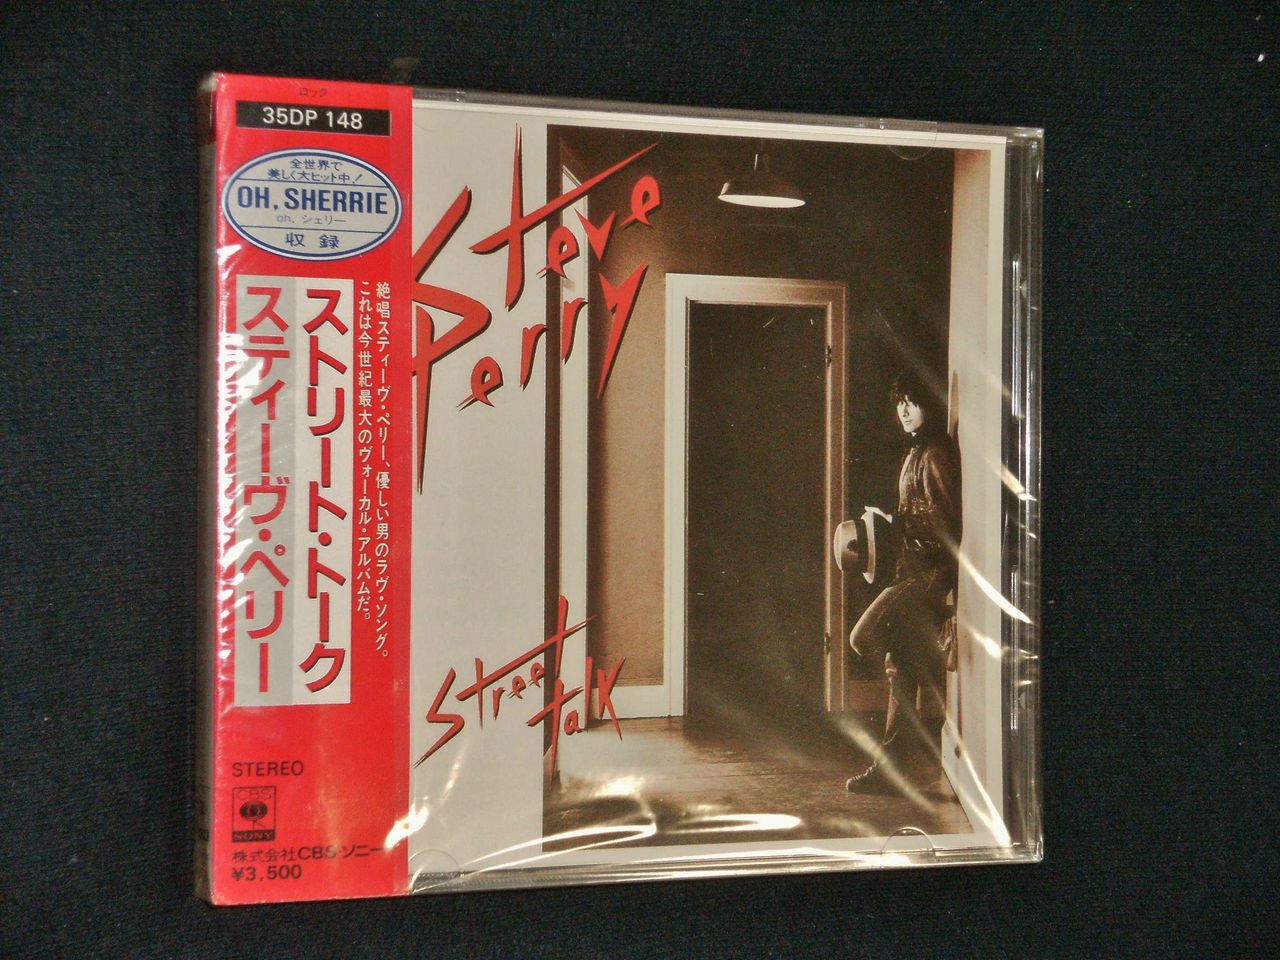 ロック
35DP 148
全世界で
美しく大ヒット中!
OH, SHERRIE
oh, シェリー
収録
絶唱スティーヴ・ペリー、優しい男のラヴ・ソング。
これは今世紀最大のヴォーカル・アルバムだ。
ストリート・トーク
スティーヴ・ペリー
STEREO
CBS
SONY
株式会社CBS・ソニー
¥3,500
Steve
Perry
Street
talk